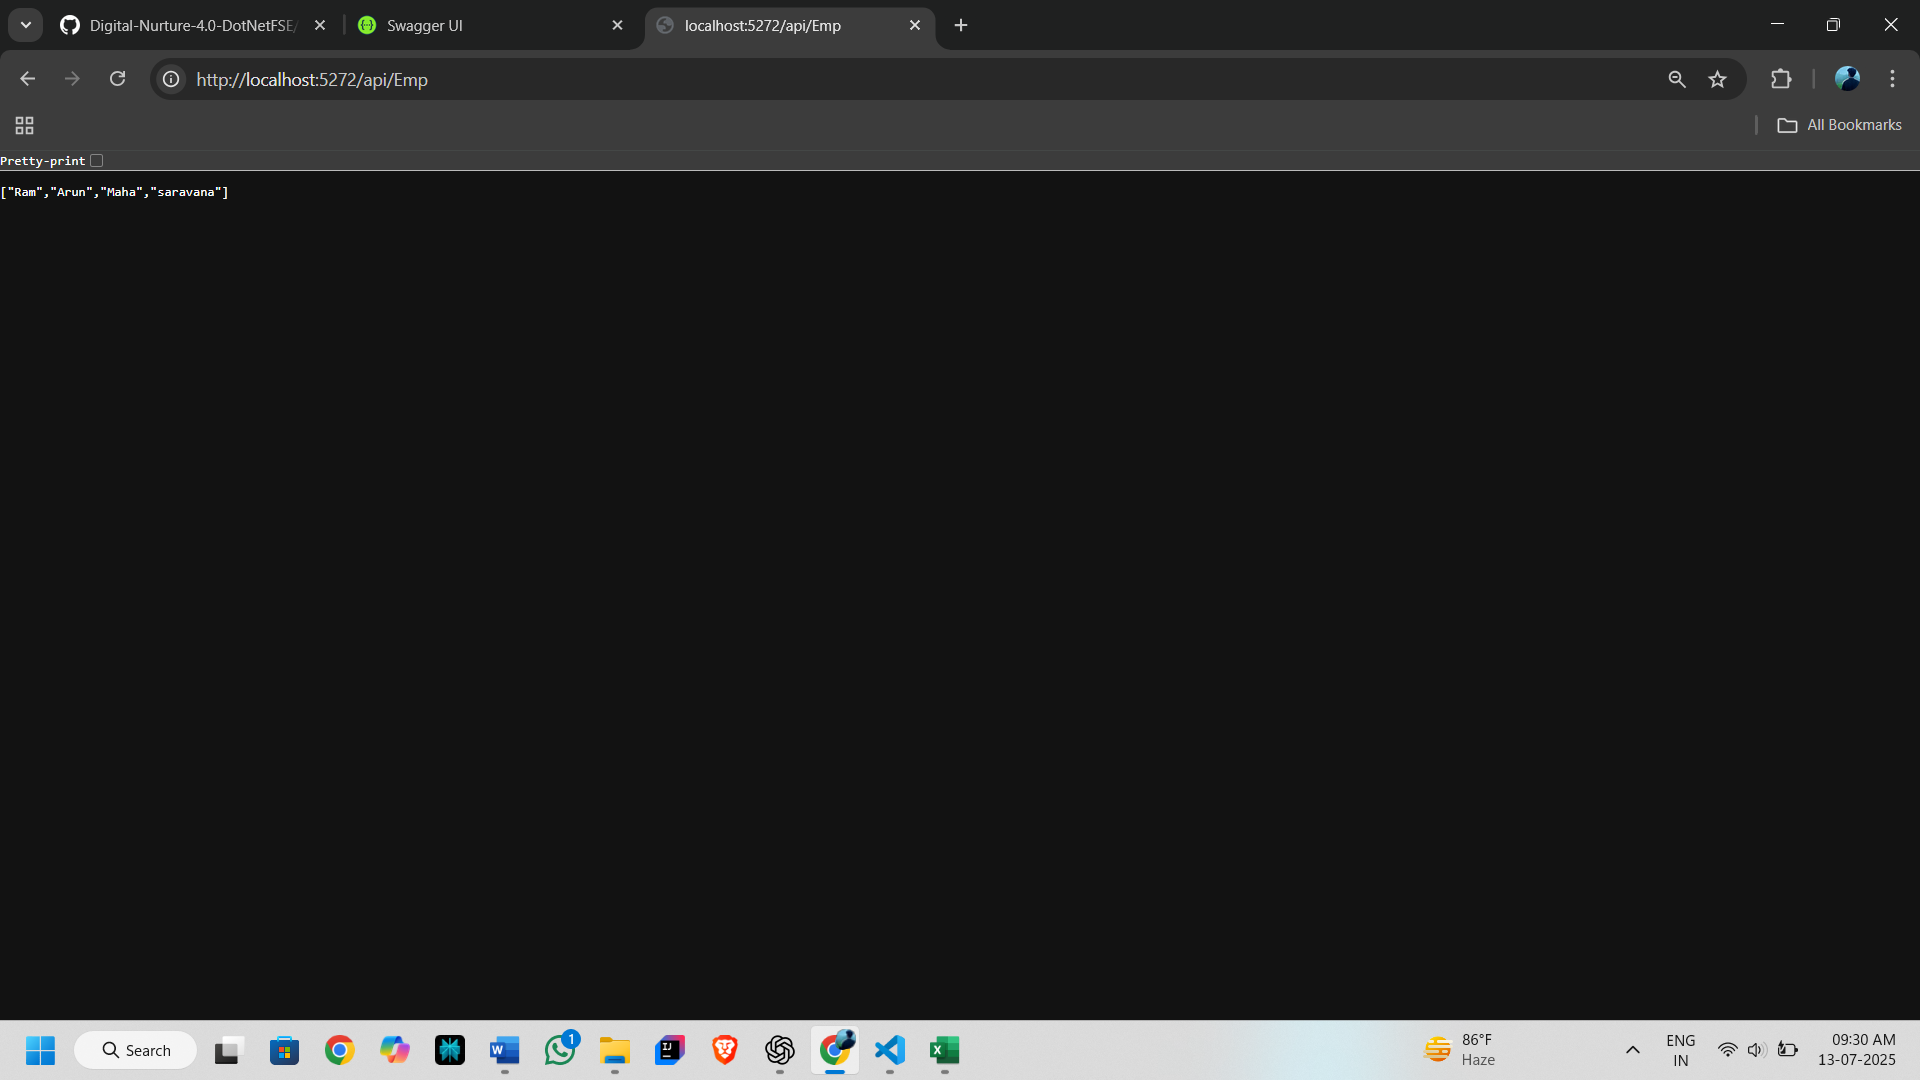 Digital-Nurture-4.0-DotNetFSE/
Swagger UI
localhost:5272/api/Emp
http://localhost:5272/api/Emp
All Bookmarks
Pretty-print
["Ram","Arun","Maha","saravana"]
Search
1
86°F
Haze
ENG
IN
09:30 AM
13-07-2025